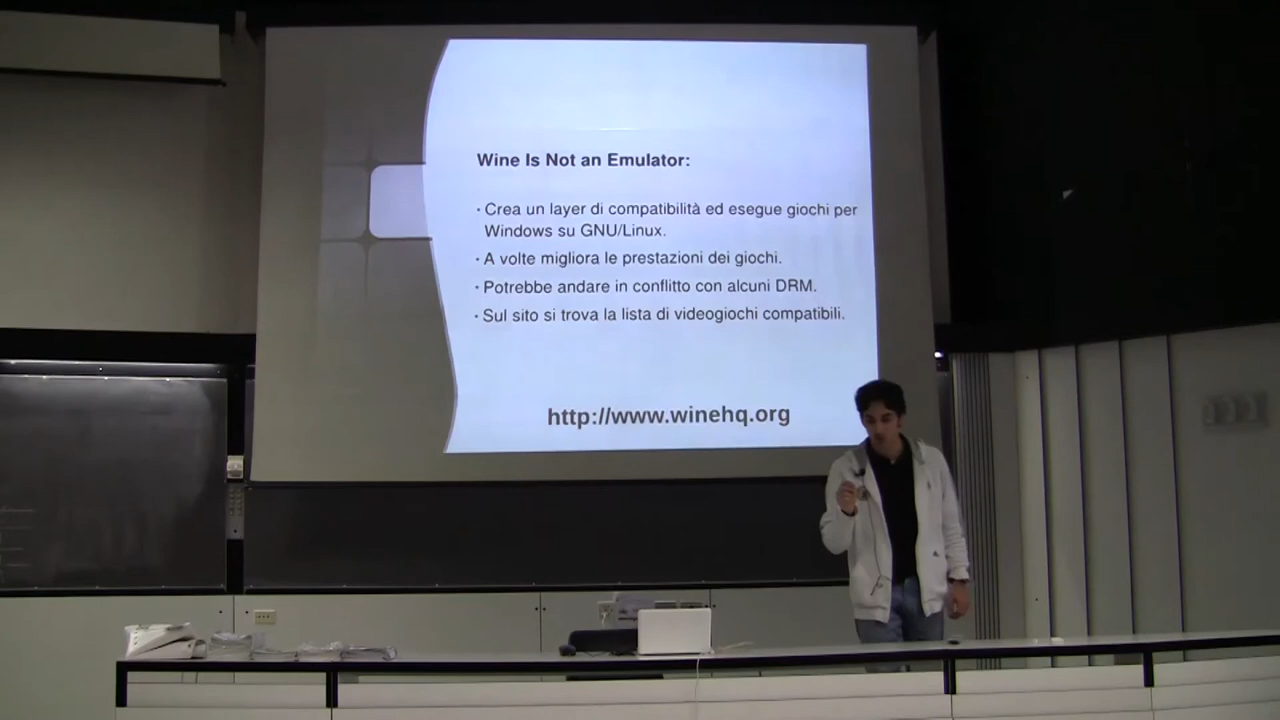 Wine Is Not an Emulator:
· Crea un layer di compatibilità ed esegue giochi per
Windows su GNU/Linux.
· A volte migliora le prestazioni dei giochi.
· Potrebbe andare in conflitto con alcuni DRM.
· Sul sito si trova la lista di videogiochi compatibili.
http://www.winehq.org